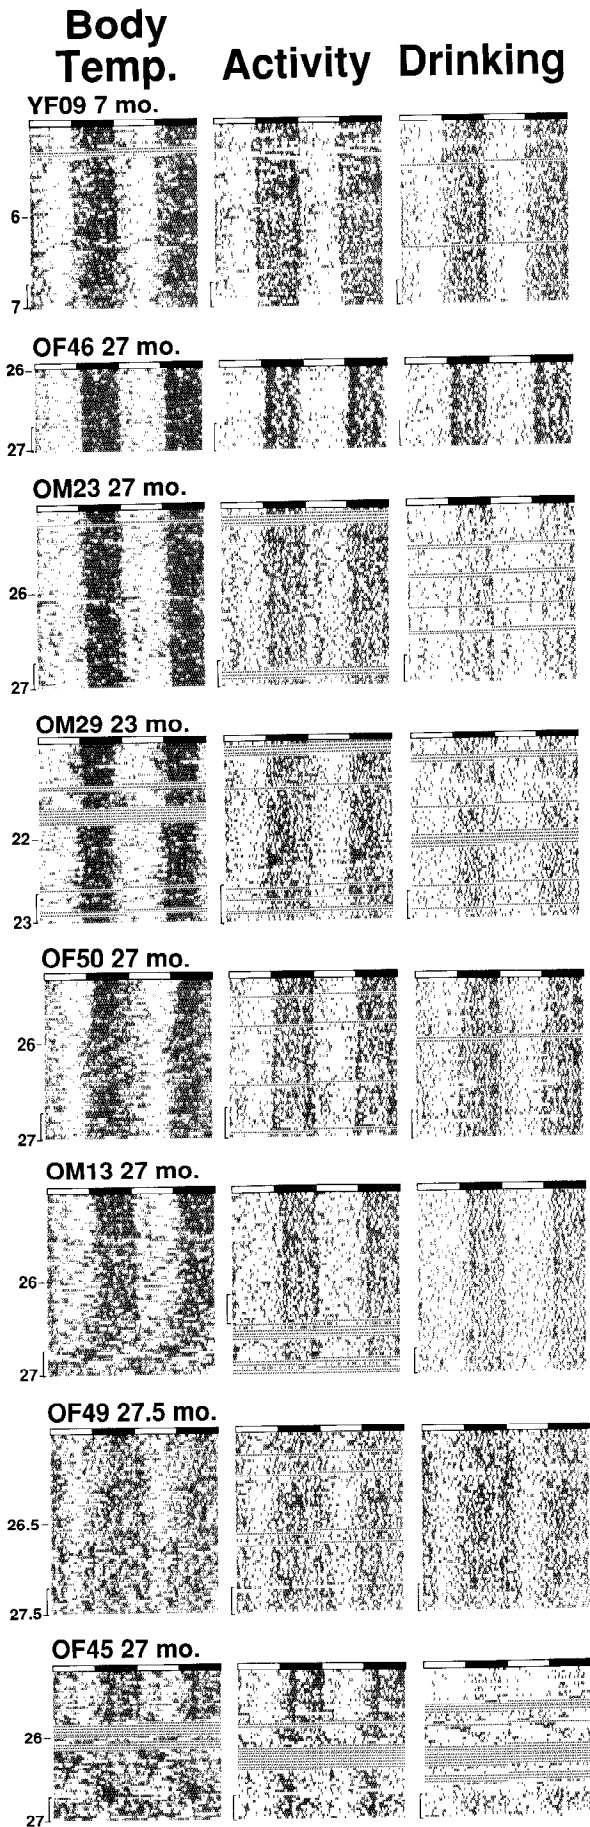 Body Temp. Activity Drinking
YF09 7 mo.
6
7
OF46 27 mo.
26
27
OM23 27 mo.
26
27
OM29 23 mo.
22
23
OF50 27 mo.
26
27
OM13 27 mo.
26
27
OF49 27.5 mo.
26.5
27.5
OF45 27 mo.
26
27